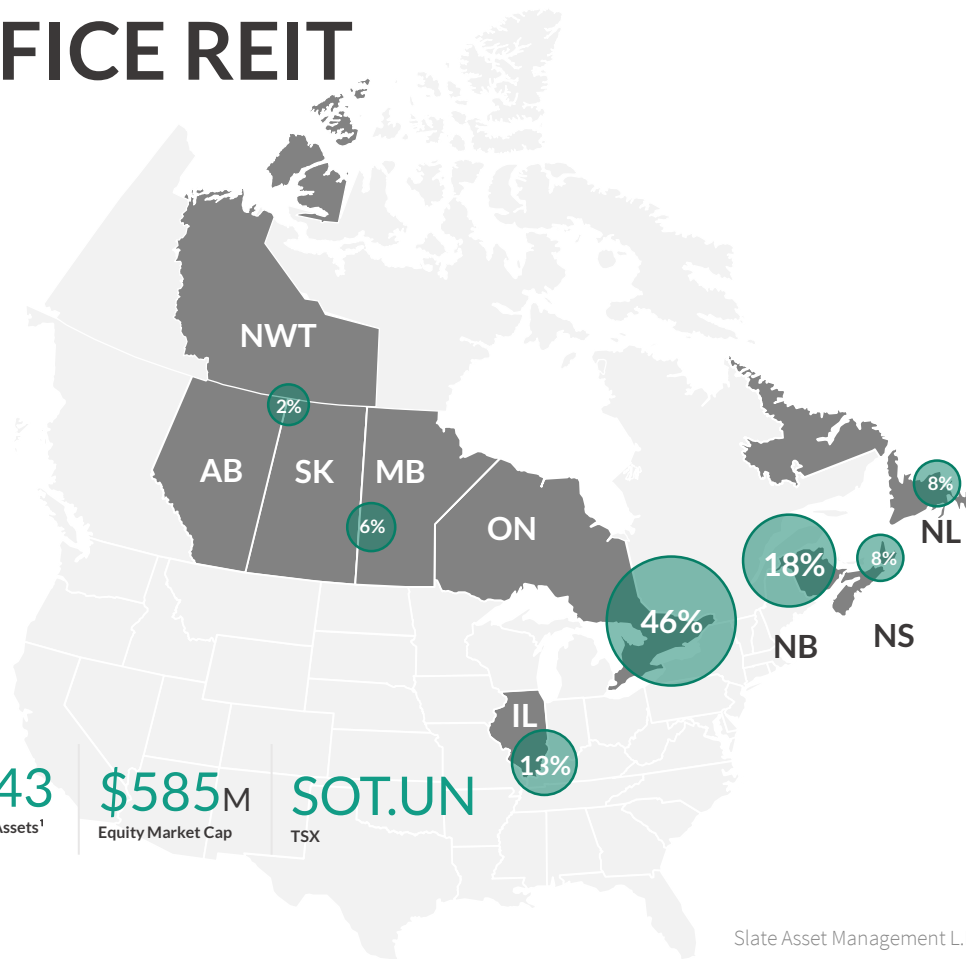 FICE REIT
NWT
2%
AB
SK
MB
6%
ON
8%
NL
18%
8%
46%
NB
NS
IL
13%
43
Assets¹
$585M
Equity Market Cap
SOT.UN
TSX
Slate Asset Management L.